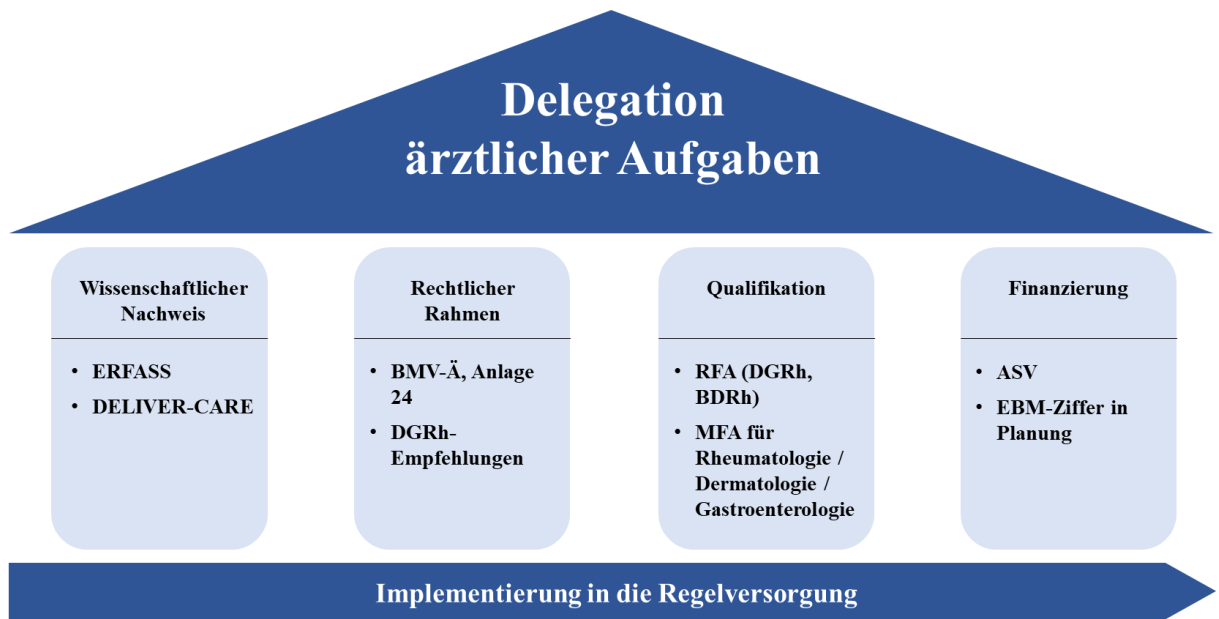 Delegation
ärztlicher Aufgaben
Wissenschaftlicher
Nachweis
• ERFASS
• DELIVER-CARE
Rechtlicher
Rahmen
• BMV-Ä, Anlage
24
• DGRh-
Empfehlungen
Qualifikation
• RFA (DGRh,
BDRh)
• MFA für
Rheumatologie /
Dermatologie /
Gastroenterologie
Finanzierung
• ASV
• EBM-Ziffer in
Planung
Implementierung in die Regelversorgung